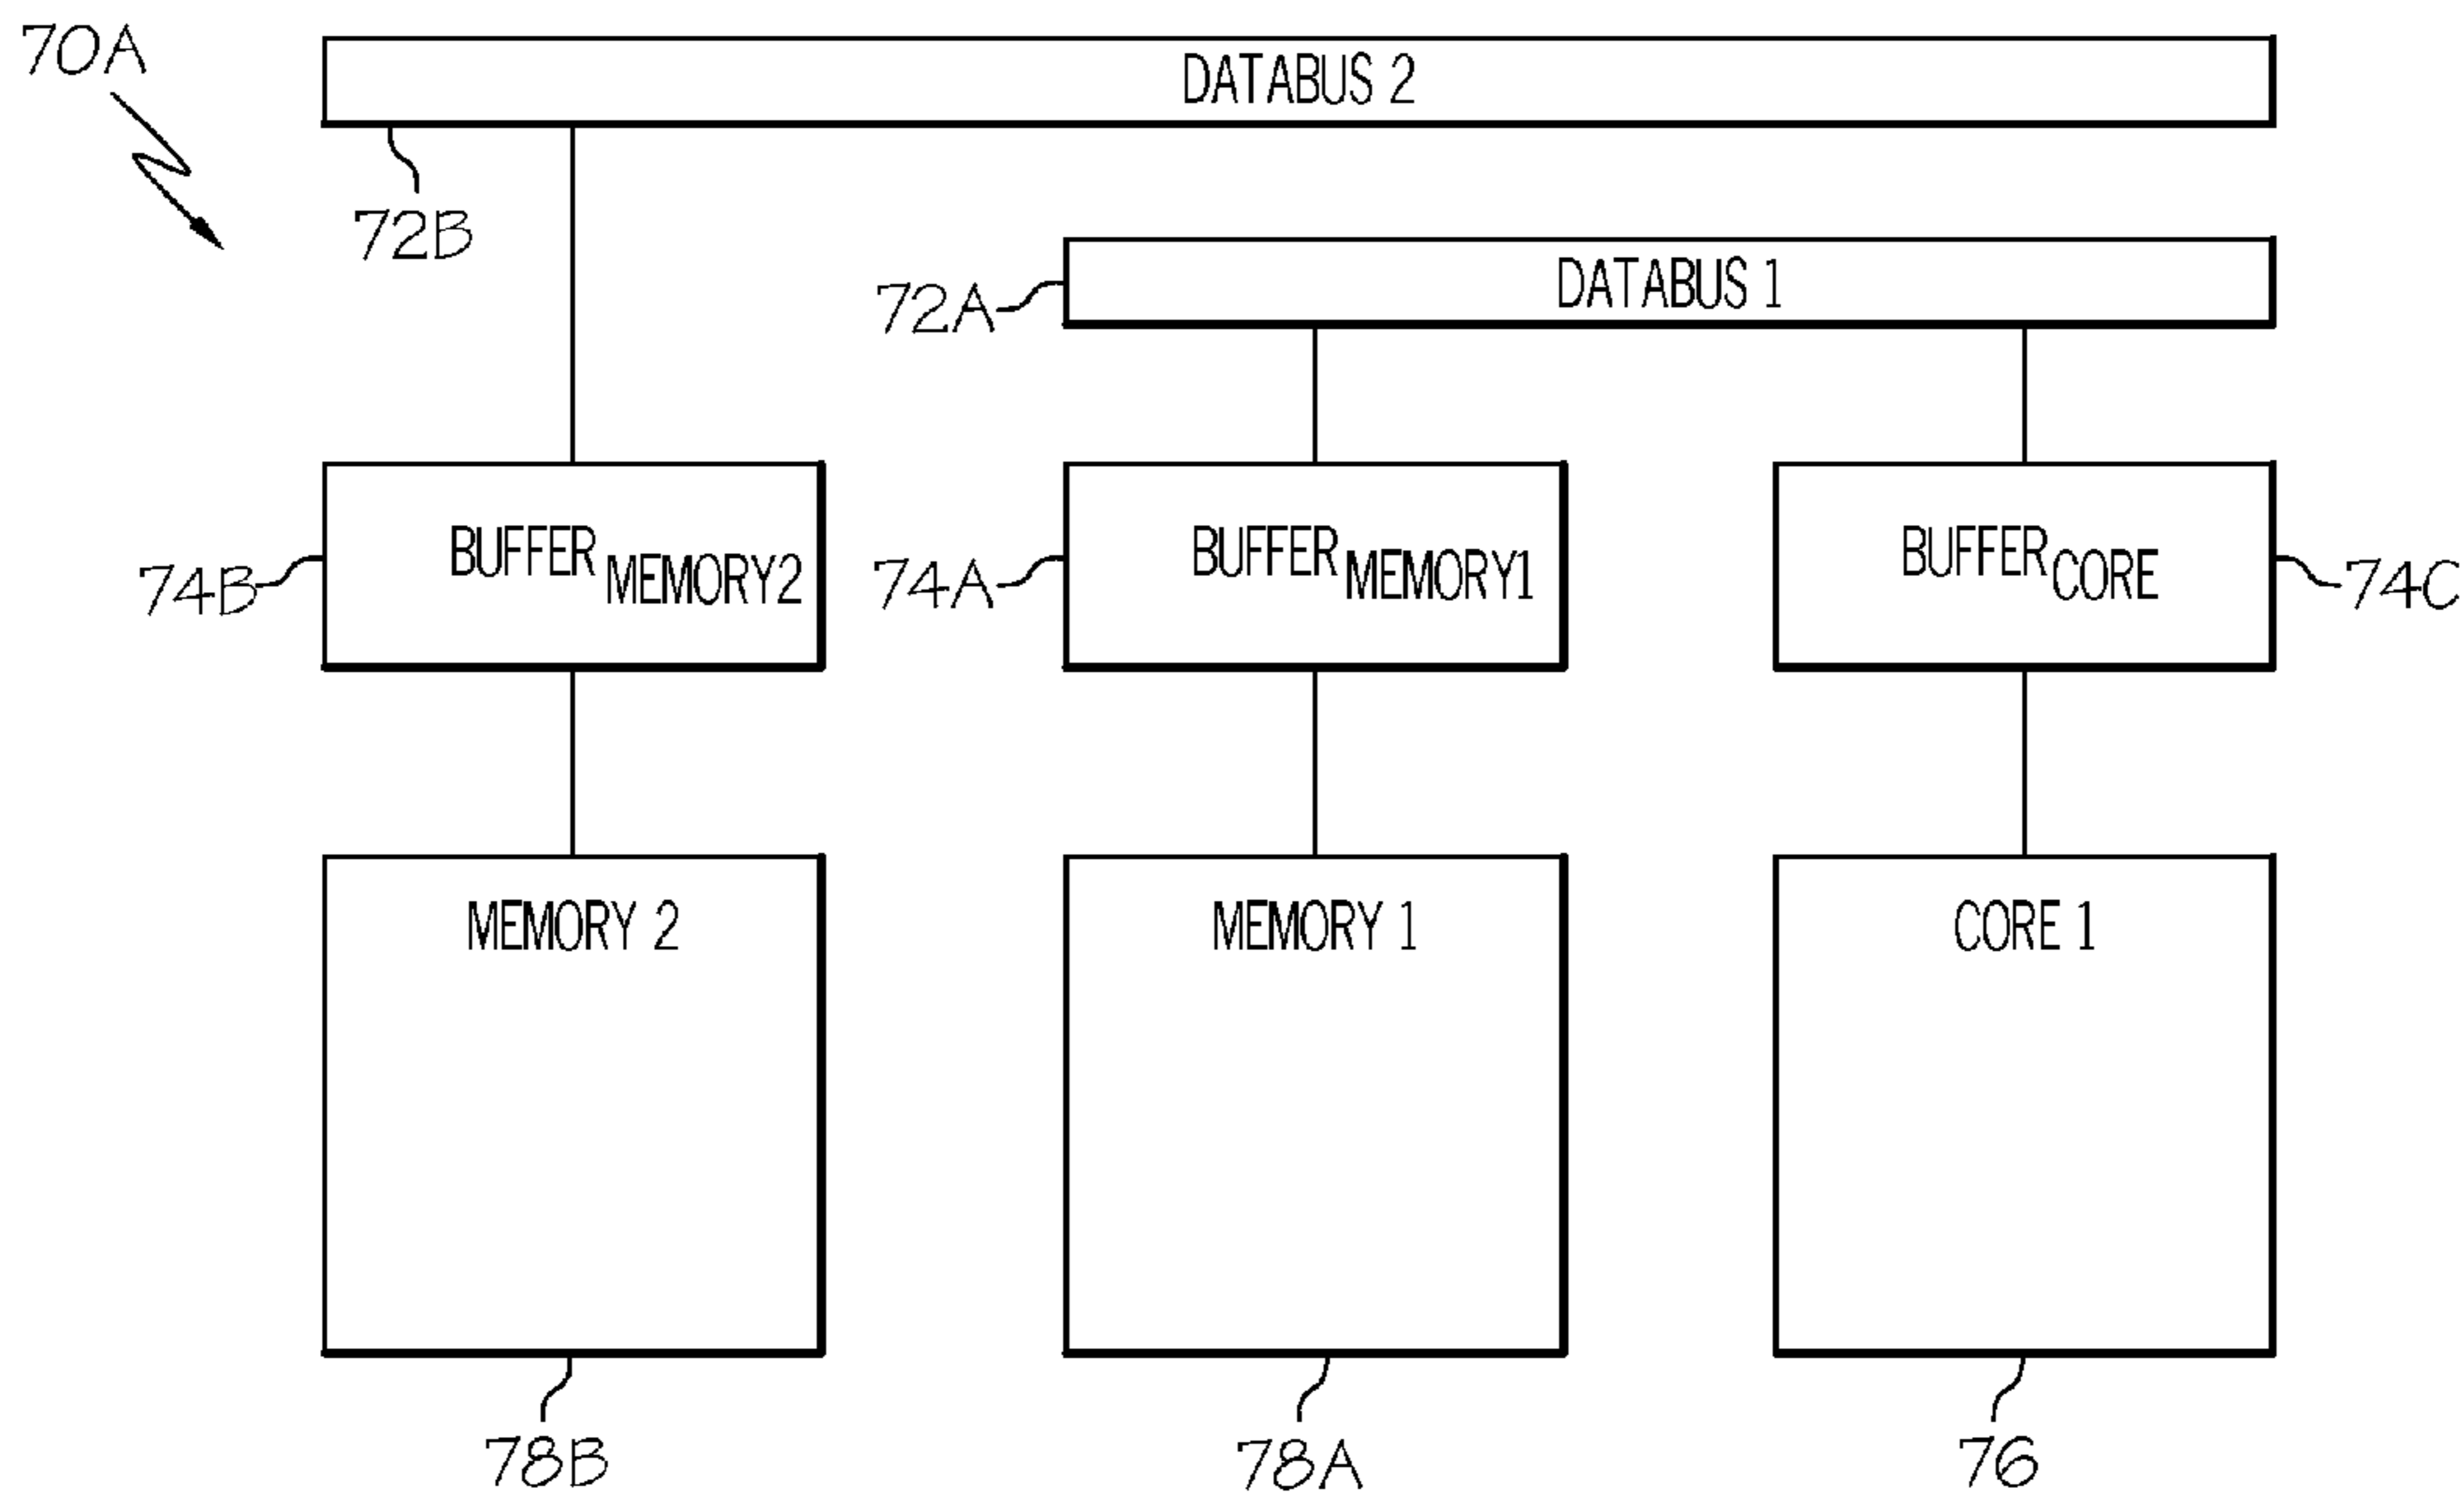 70A
DATABUS 2
72B
DATABUS 1
72A
BUFFER MEMORY2
74B
BUFFER MEMORY1
74A
BUFFER CORE
74C
MEMORY 2
MEMORY 1
CORE 1
78B
78A
76